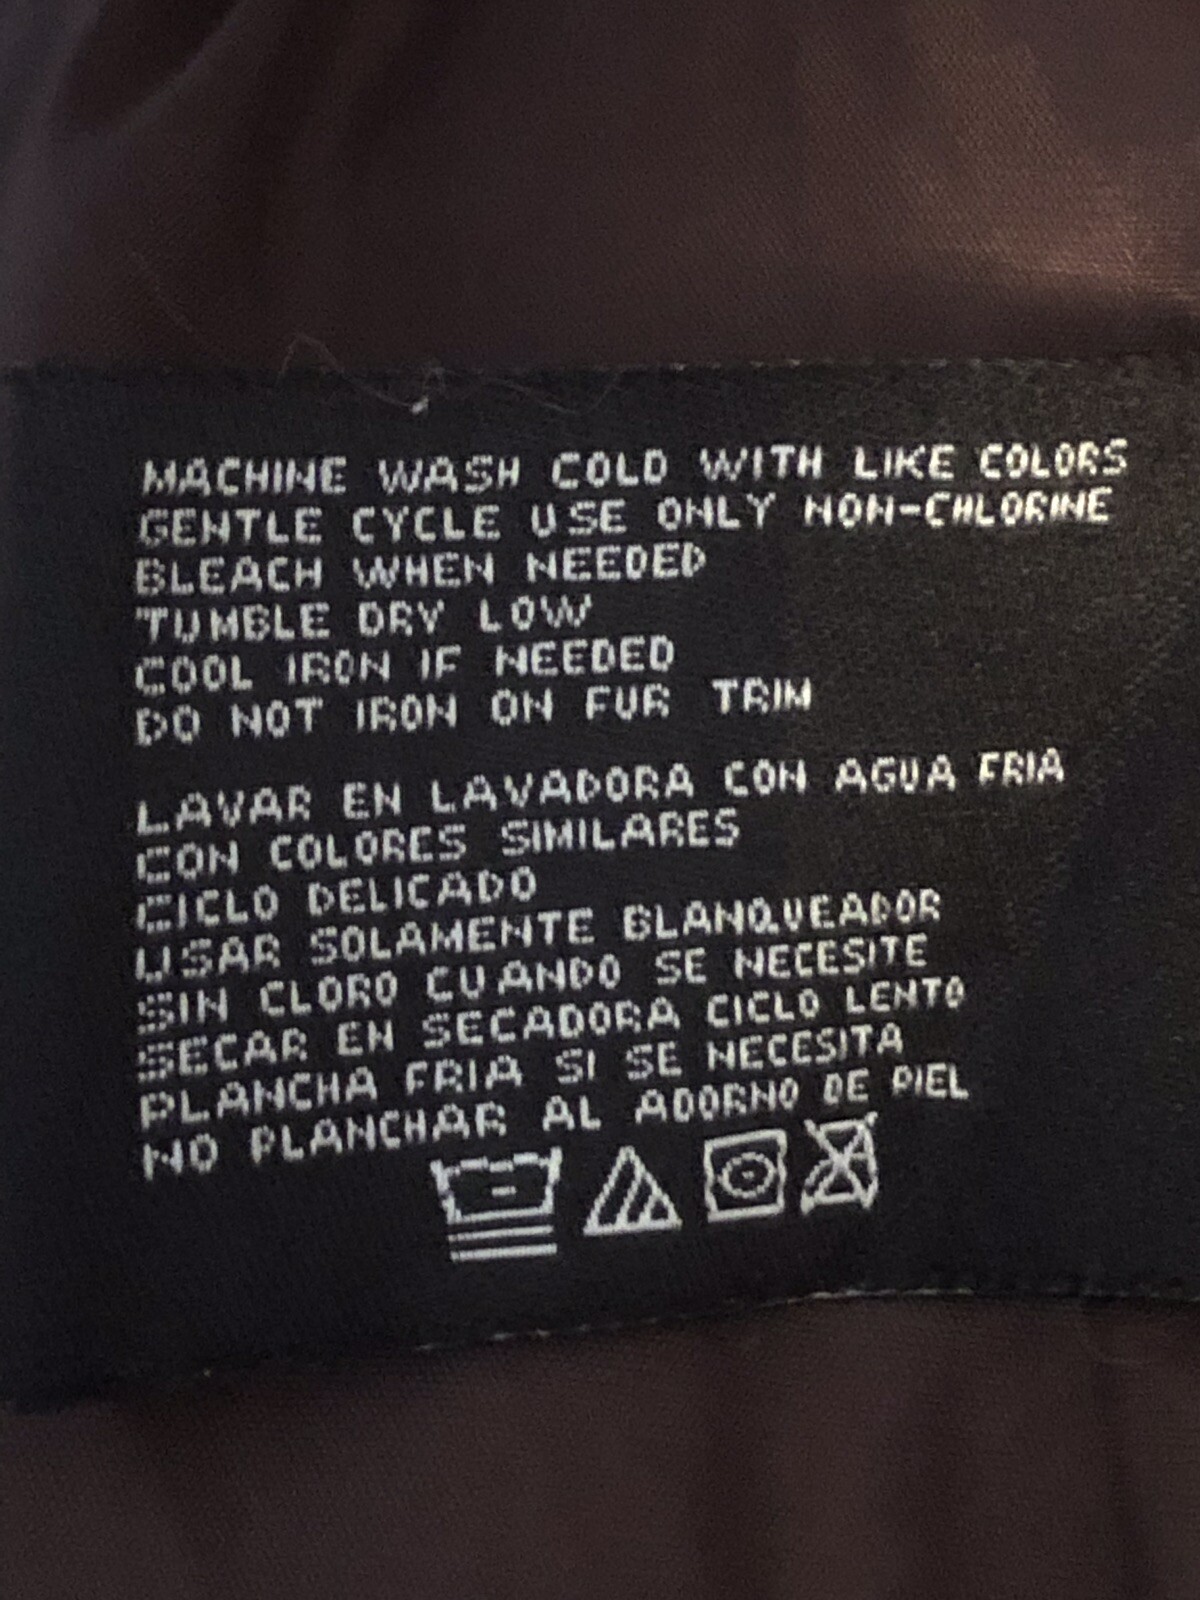 MACHINE WASH COLD WITH LIKE COLORS
GENTLE CYCLE USE ONLY NON-CHLORINE
BLEACH WHEN NEEDED
TUMBLE DRY LOW
COOL IRON IF NEEDED
DO NOT IRON ON FUR TRIM
LAVAR EN LAVADORA CON AGUA FRIA
CON COLORES SIMILARES
CICLO DELICADO
USAR SOLAMENTE BLANQUEADOR
SIN CLORO CUANDO SE NECESITE
SECAR EN SECADORA CICLO LENTO
PLANCHA FRIA SI SE NECESITA
NO PLANCHAR AL ADORNO DE PIEL